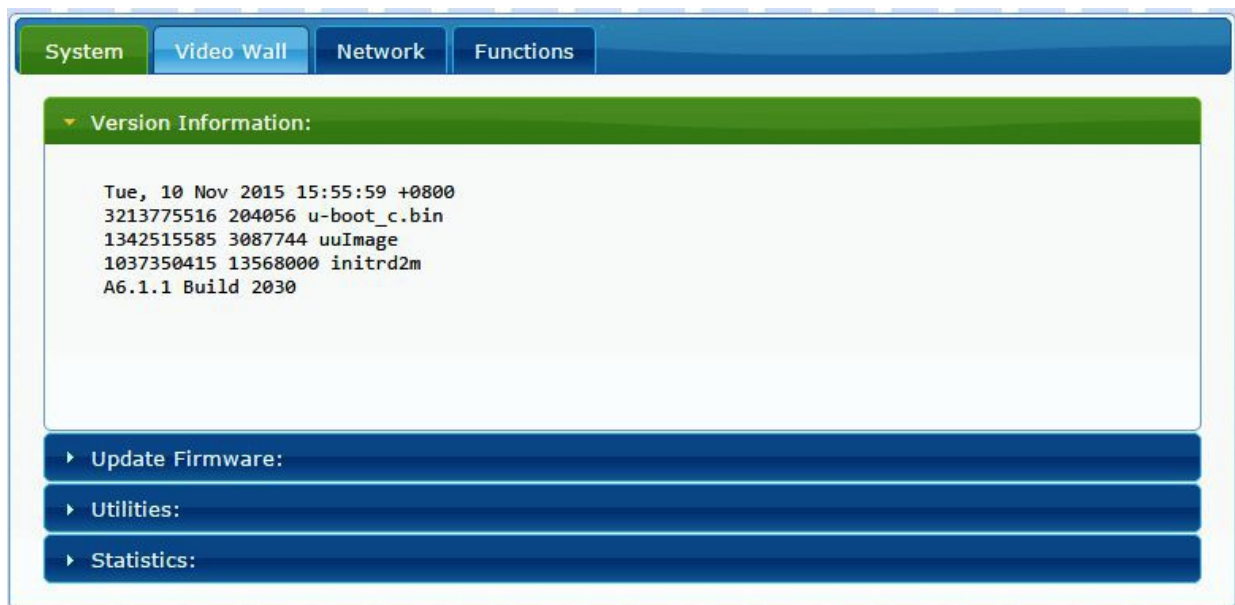 System Video Wall Network Functions
Version Information:
Tue, 10 Nov 2015 15:55:59 +0800
3213775516 204056 u-boot_c.bin
1342515585 3087744 uuImage
1037350415 13568000 initrd2m
A6.1.1 Build 2030
Update Firmware:
Utilities:
Statistics: